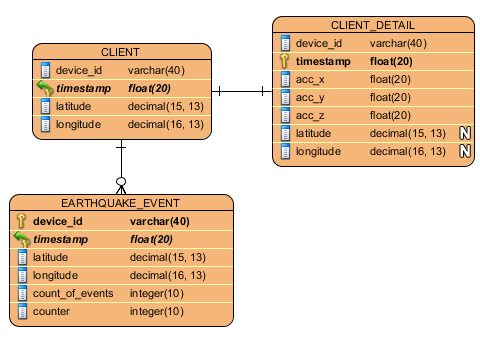 CLIENT
device_id varchar(40)
timestamp float(20)
latitude decimal(15, 13)
longitude decimal(16, 13)
CLIENT_DETAIL
device_id varchar(40)
timestamp float(20)
acc_x float(20)
acc_y float(20)
acc_z float(20)
latitude decimal(15, 13) N
longitude decimal(16, 13) N
EARTHQUAKE_EVENT
device_id varchar(40)
timestamp float(20)
latitude decimal(15, 13)
longitude decimal(16, 13)
count_of_events integer(10)
counter integer(10)